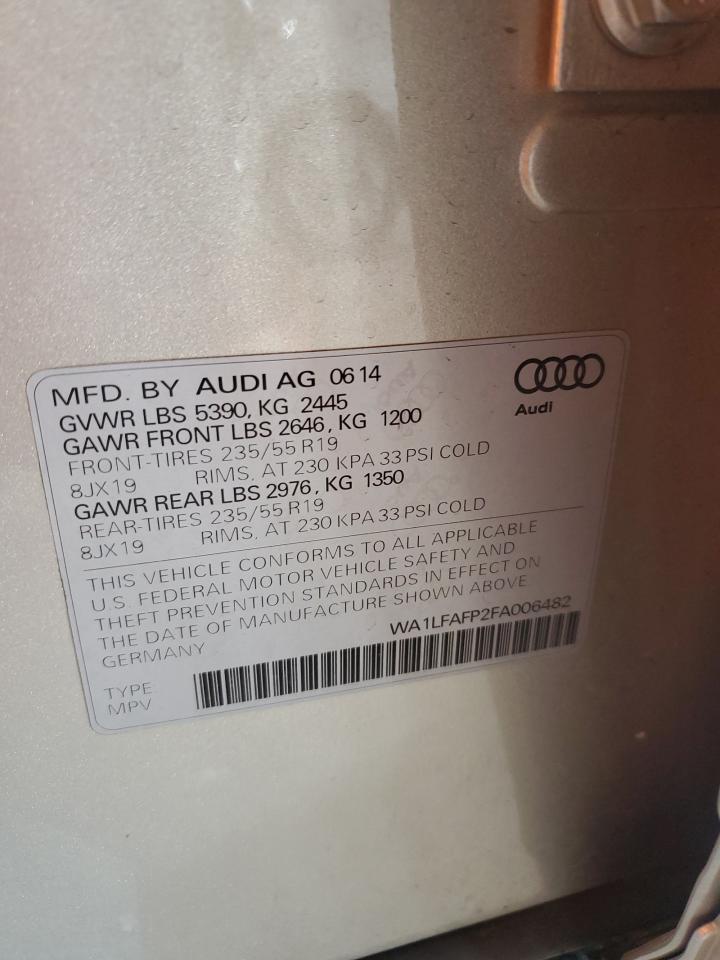 MFD. BY AUDI AG 06 14
GVWR LBS 5390, KG 2445
GAWR FRONT LBS 2646, KG 1200
FRONT-TIRES 235/55 R19
8JX19 RIMS, AT 230 KPA 33 PSI COLD
GAWR REAR LBS 2976, KG 1350
REAR-TIRES 235/55 R19
8JX19 RIMS, AT 230 KPA 33 PSI COLD
Audi
THIS VEHICLE CONFORMS TO ALL APPLICABLE
U.S. FEDERAL MOTOR VEHICLE SAFETY AND
THEFT PREVENTION STANDARDS IN EFFECT ON
THE DATE OF MANUFACTURE SHOWN ABOVE
GERMANY WA1LFAFP2FA006482
TYPE
MPV